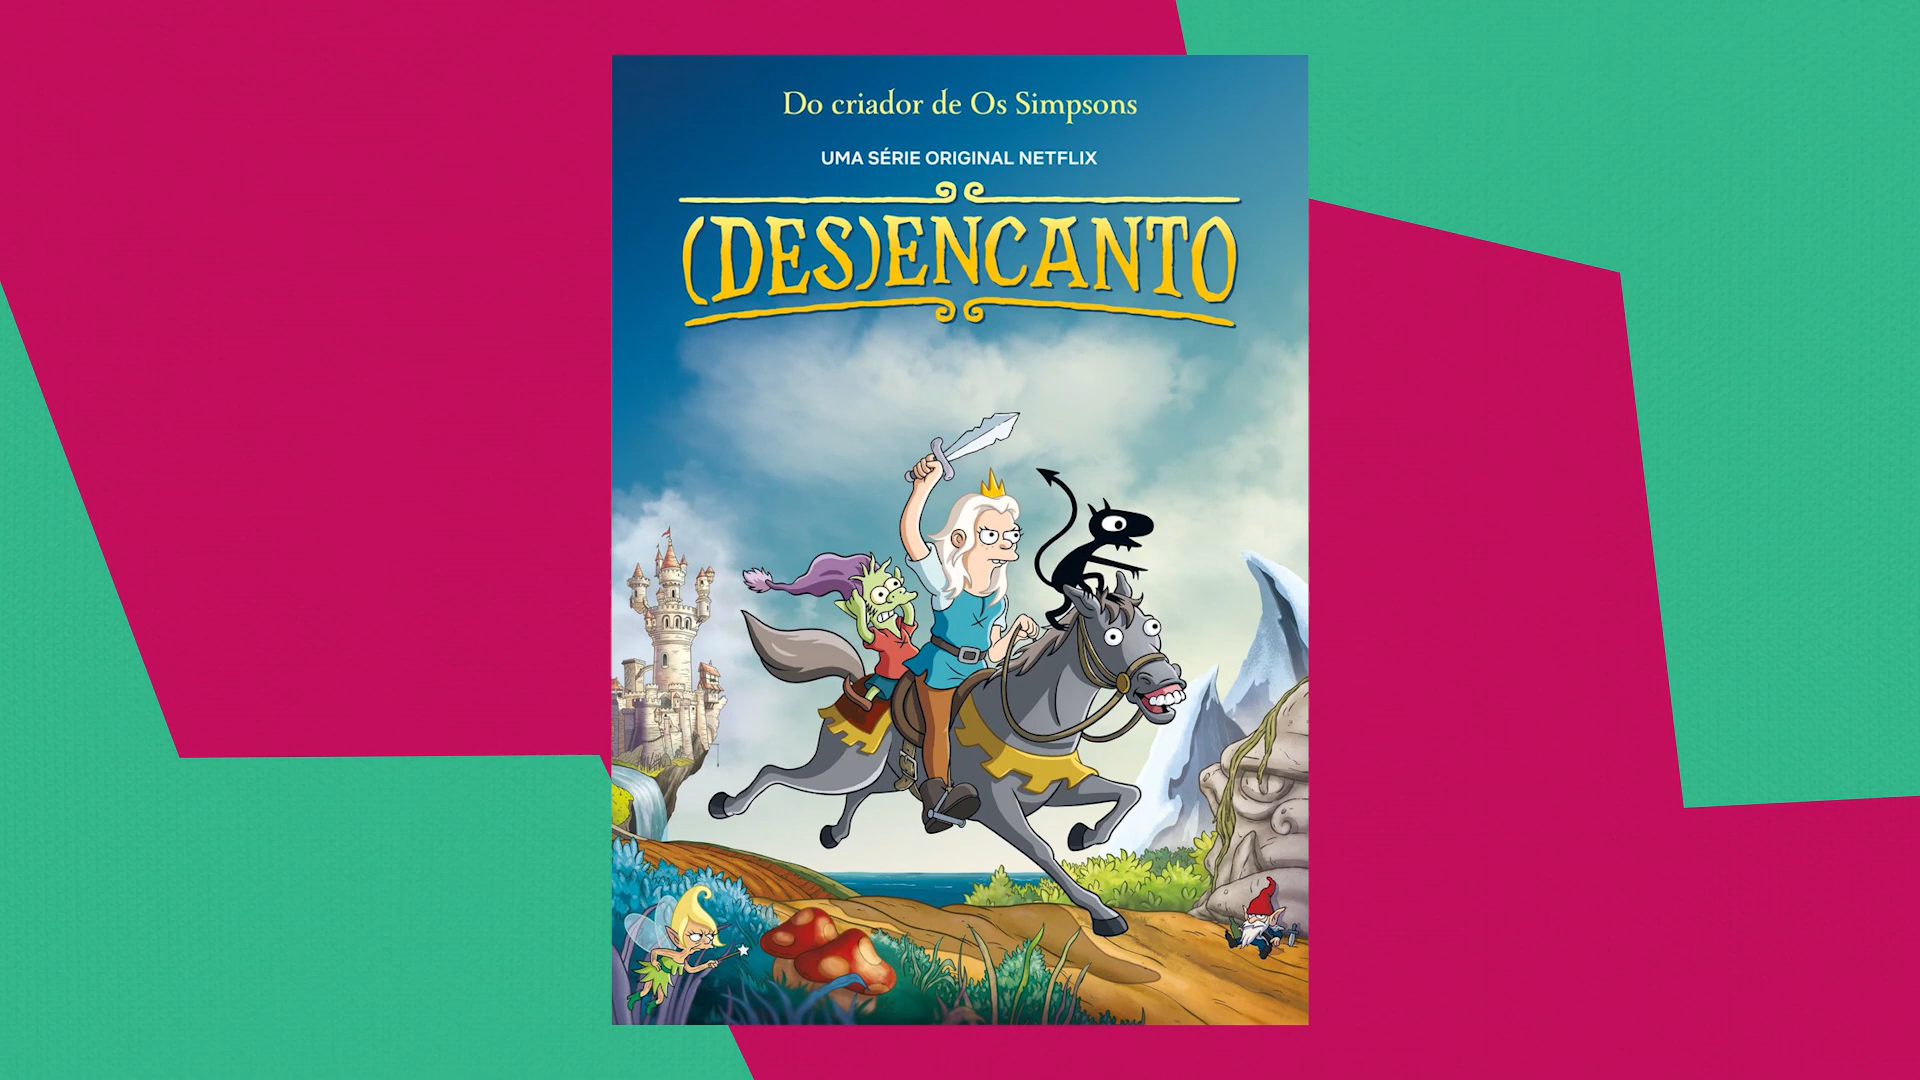 Do criador de Os Simpsons
UMA SÉRIE ORIGINAL NETFLIX
(DES)ENCANTO